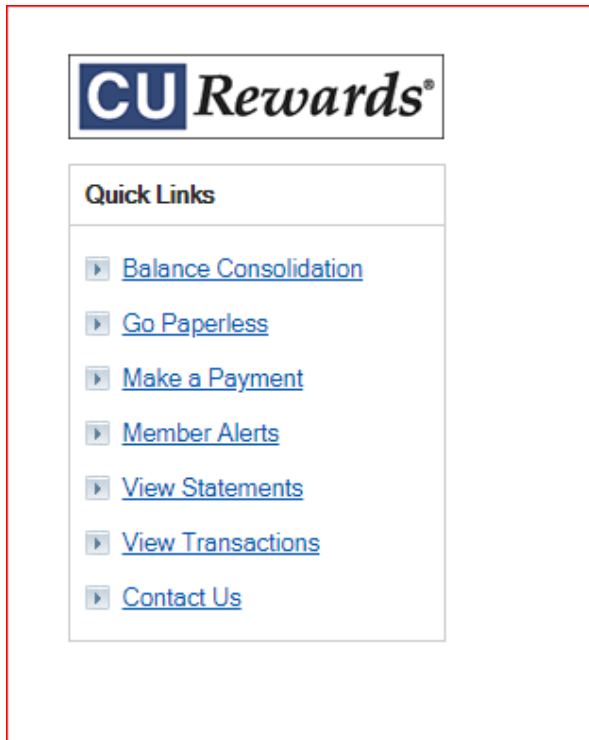 CU Rewards®
Quick Links
Balance Consolidation
Go Paperless
Make a Payment
Member Alerts
View Statements
View Transactions
Contact Us